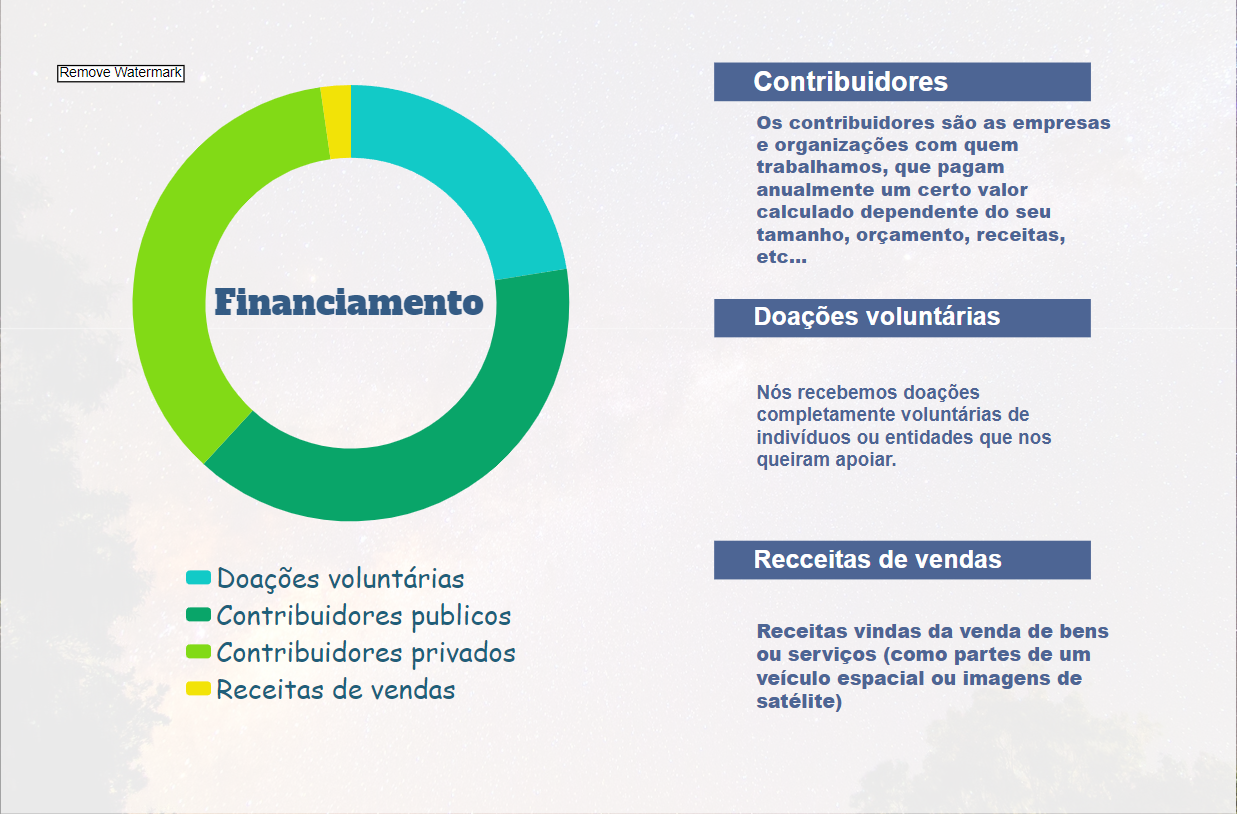 Remove Watermark
Financiamento
Doações voluntárias
Contribuidores publicos
Contribuidores privados
Receitas de vendas
Contribuidores
Os contribuidores são as empresas
e organizações com quem
trabalhamos, que pagam
anualmente um certo valor
calculado dependente do seu
tamanho, orçamento, receitas,
etc...
Doações voluntárias
Nós recebemos doações
completamente voluntárias de
indivíduos ou entidades que nos
queiram apoiar.
Recceitas de vendas
Receitas vindas da venda de bens
ou serviços (como partes de um
veículo espacial ou imagens de
satélite)